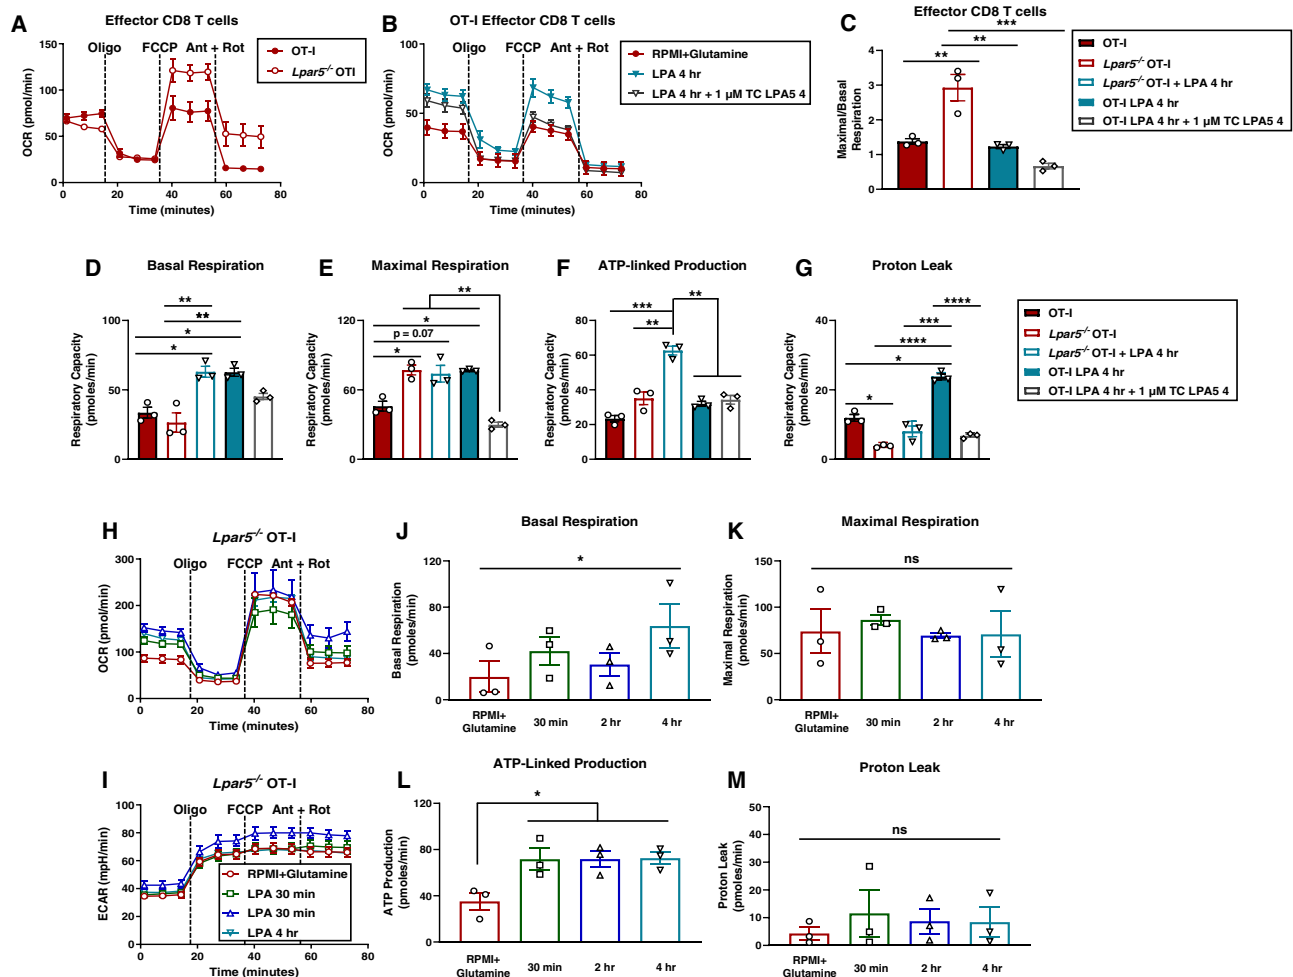 A
Effector CD8 T cells
OCR (pmol/min)
150
100
50
0
Oligo
FCCP
Ant + Rot
OT-I
Lpar5-/- OTI
0
20
40
60
80
Time (minutes)
B
OT-I Effector CD8 T cells
OCR (pmol/min)
100
50
0
Oligo
FCCP
Ant + Rot
RPMI+Glutamine
LPA 4 hr
LPA 4 hr + 1 µM TC LPA5 4
0
20
40
60
80
Time (minutes)
C
Effector CD8 T cells
Maximal/Basal
Respiration
4
3
2
1
0
***
**
**
OT-I
Lpar5-/- OT-I
Lpar5-/- OT-I + LPA 4 hr
OT-I LPA 4 hr
OT-I LPA 4 hr + 1 µM TC LPA5 4
D
Basal Respiration
Respiratory Capacity
(pmoles/min)
100
50
0
**
**
*
*
E
Maximal Respiration
Respiratory Capacity
(pmoles/min)
120
60
0
**
*
p = 0.07
*
F
ATP-linked Production
Respiratory Capacity
(pmoles/min)
80
60
40
20
0
***
**
**
G
Proton Leak
Respiratory Capacity
(pmoles/min)
40
20
0
****
***
****
*
*
OT-I
Lpar5-/- OT-I
Lpar5-/- OT-I + LPA 4 hr
OT-I LPA 4 hr
OT-I LPA 4 hr + 1 µM TC LPA5 4
H
Lpar5-/- OT-I
OCR (pmol/min)
300
200
100
0
Oligo
FCCP
Ant + Rot
0
20
40
60
80
Time (minutes)
J
Basal Respiration
Basal Respiration
(pmoles/min)
120
80
40
0
*
RPMI+
Glutamine
30 min
2 hr
4 hr
K
Maximal Respiration
Maximal Respiration
(pmoles/min)
150
100
50
0
ns
RPMI+
Glutamine
30 min
2 hr
4 hr
I
Lpar5-/- OT-I
ECAR (mpH/min)
100
80
60
40
20
0
Oligo
FCCP
Ant + Rot
RPMI+Glutamine
LPA 30 min
LPA 30 min
LPA 4 hr
0
20
40
60
80
Time (minutes)
L
ATP-Linked Production
ATP Production
(pmoles/min)
120
80
40
0
*
RPMI+
Glutamine
30 min
2 hr
4 hr
M
Proton Leak
Proton Leak
(pmoles/min)
50
40
30
20
10
0
ns
RPMI+
Glutamine
30 min
2 hr
4 hr